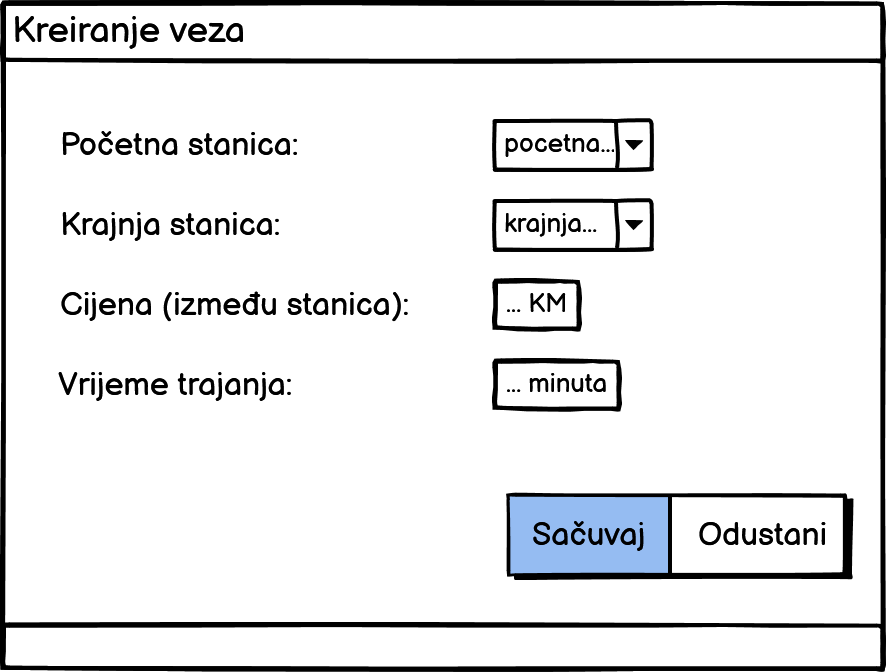 Kreiranje veza
Početna stanica: pocetna...
Krajnja stanica: krajnja...
Cijena (između stanica): ... KM
Vrijeme trajanja: ... minuta
Sačuvaj Odustani